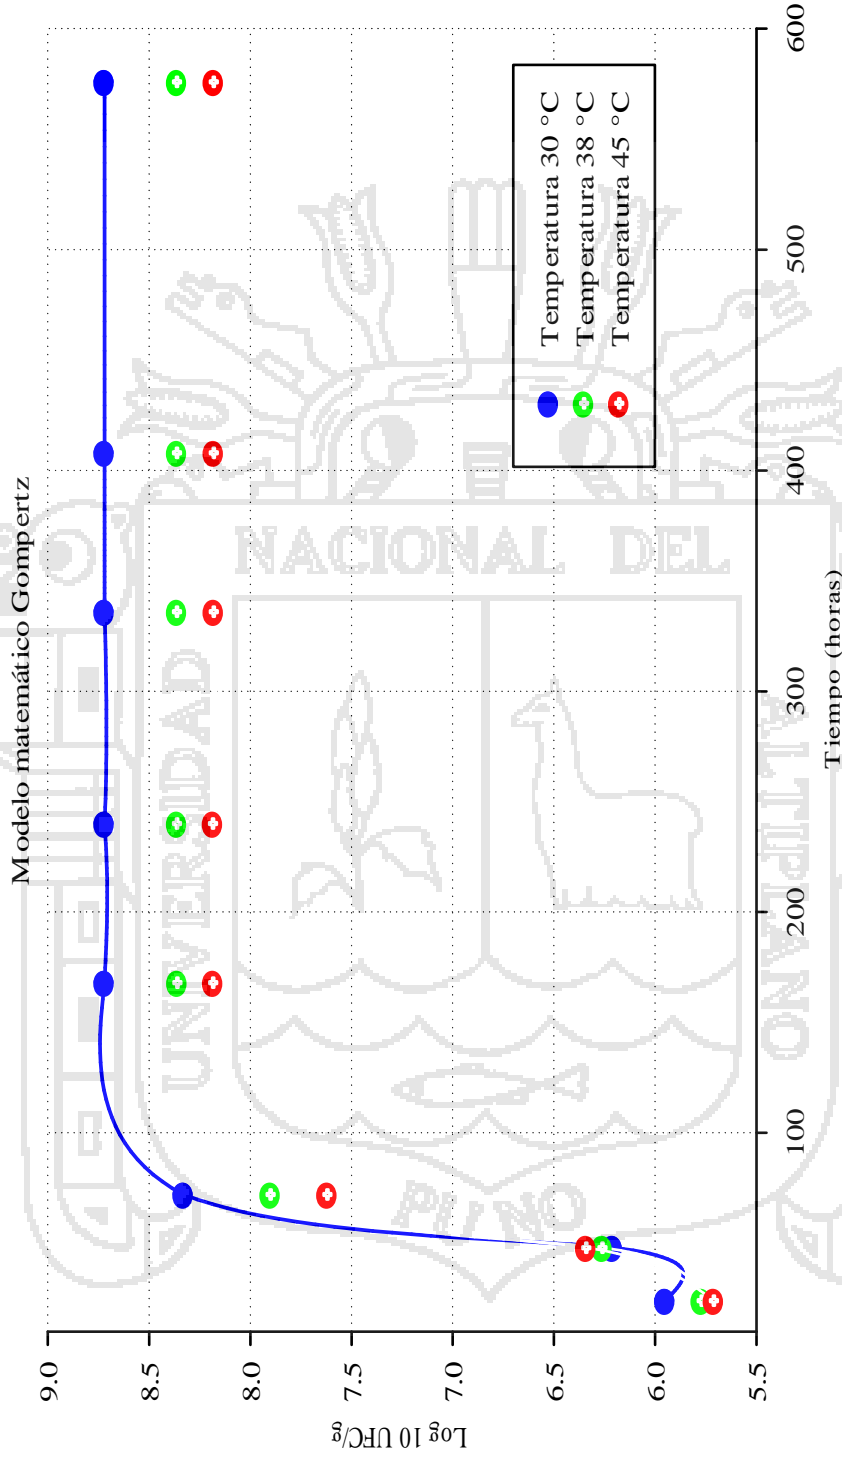 Modelo matemático Gompertz
Log 10 UFC/g
9.0
8.5
8.0
7.5
7.0
6.5
6.0
5.5
100
200
300
400
500
600
Tiempo (horas)
Temperatura 30 °C
Temperatura 38 °C
Temperatura 45 °C
UNIVERSIDAD
NACIONAL DEL
ALTIPLANO
PUNO